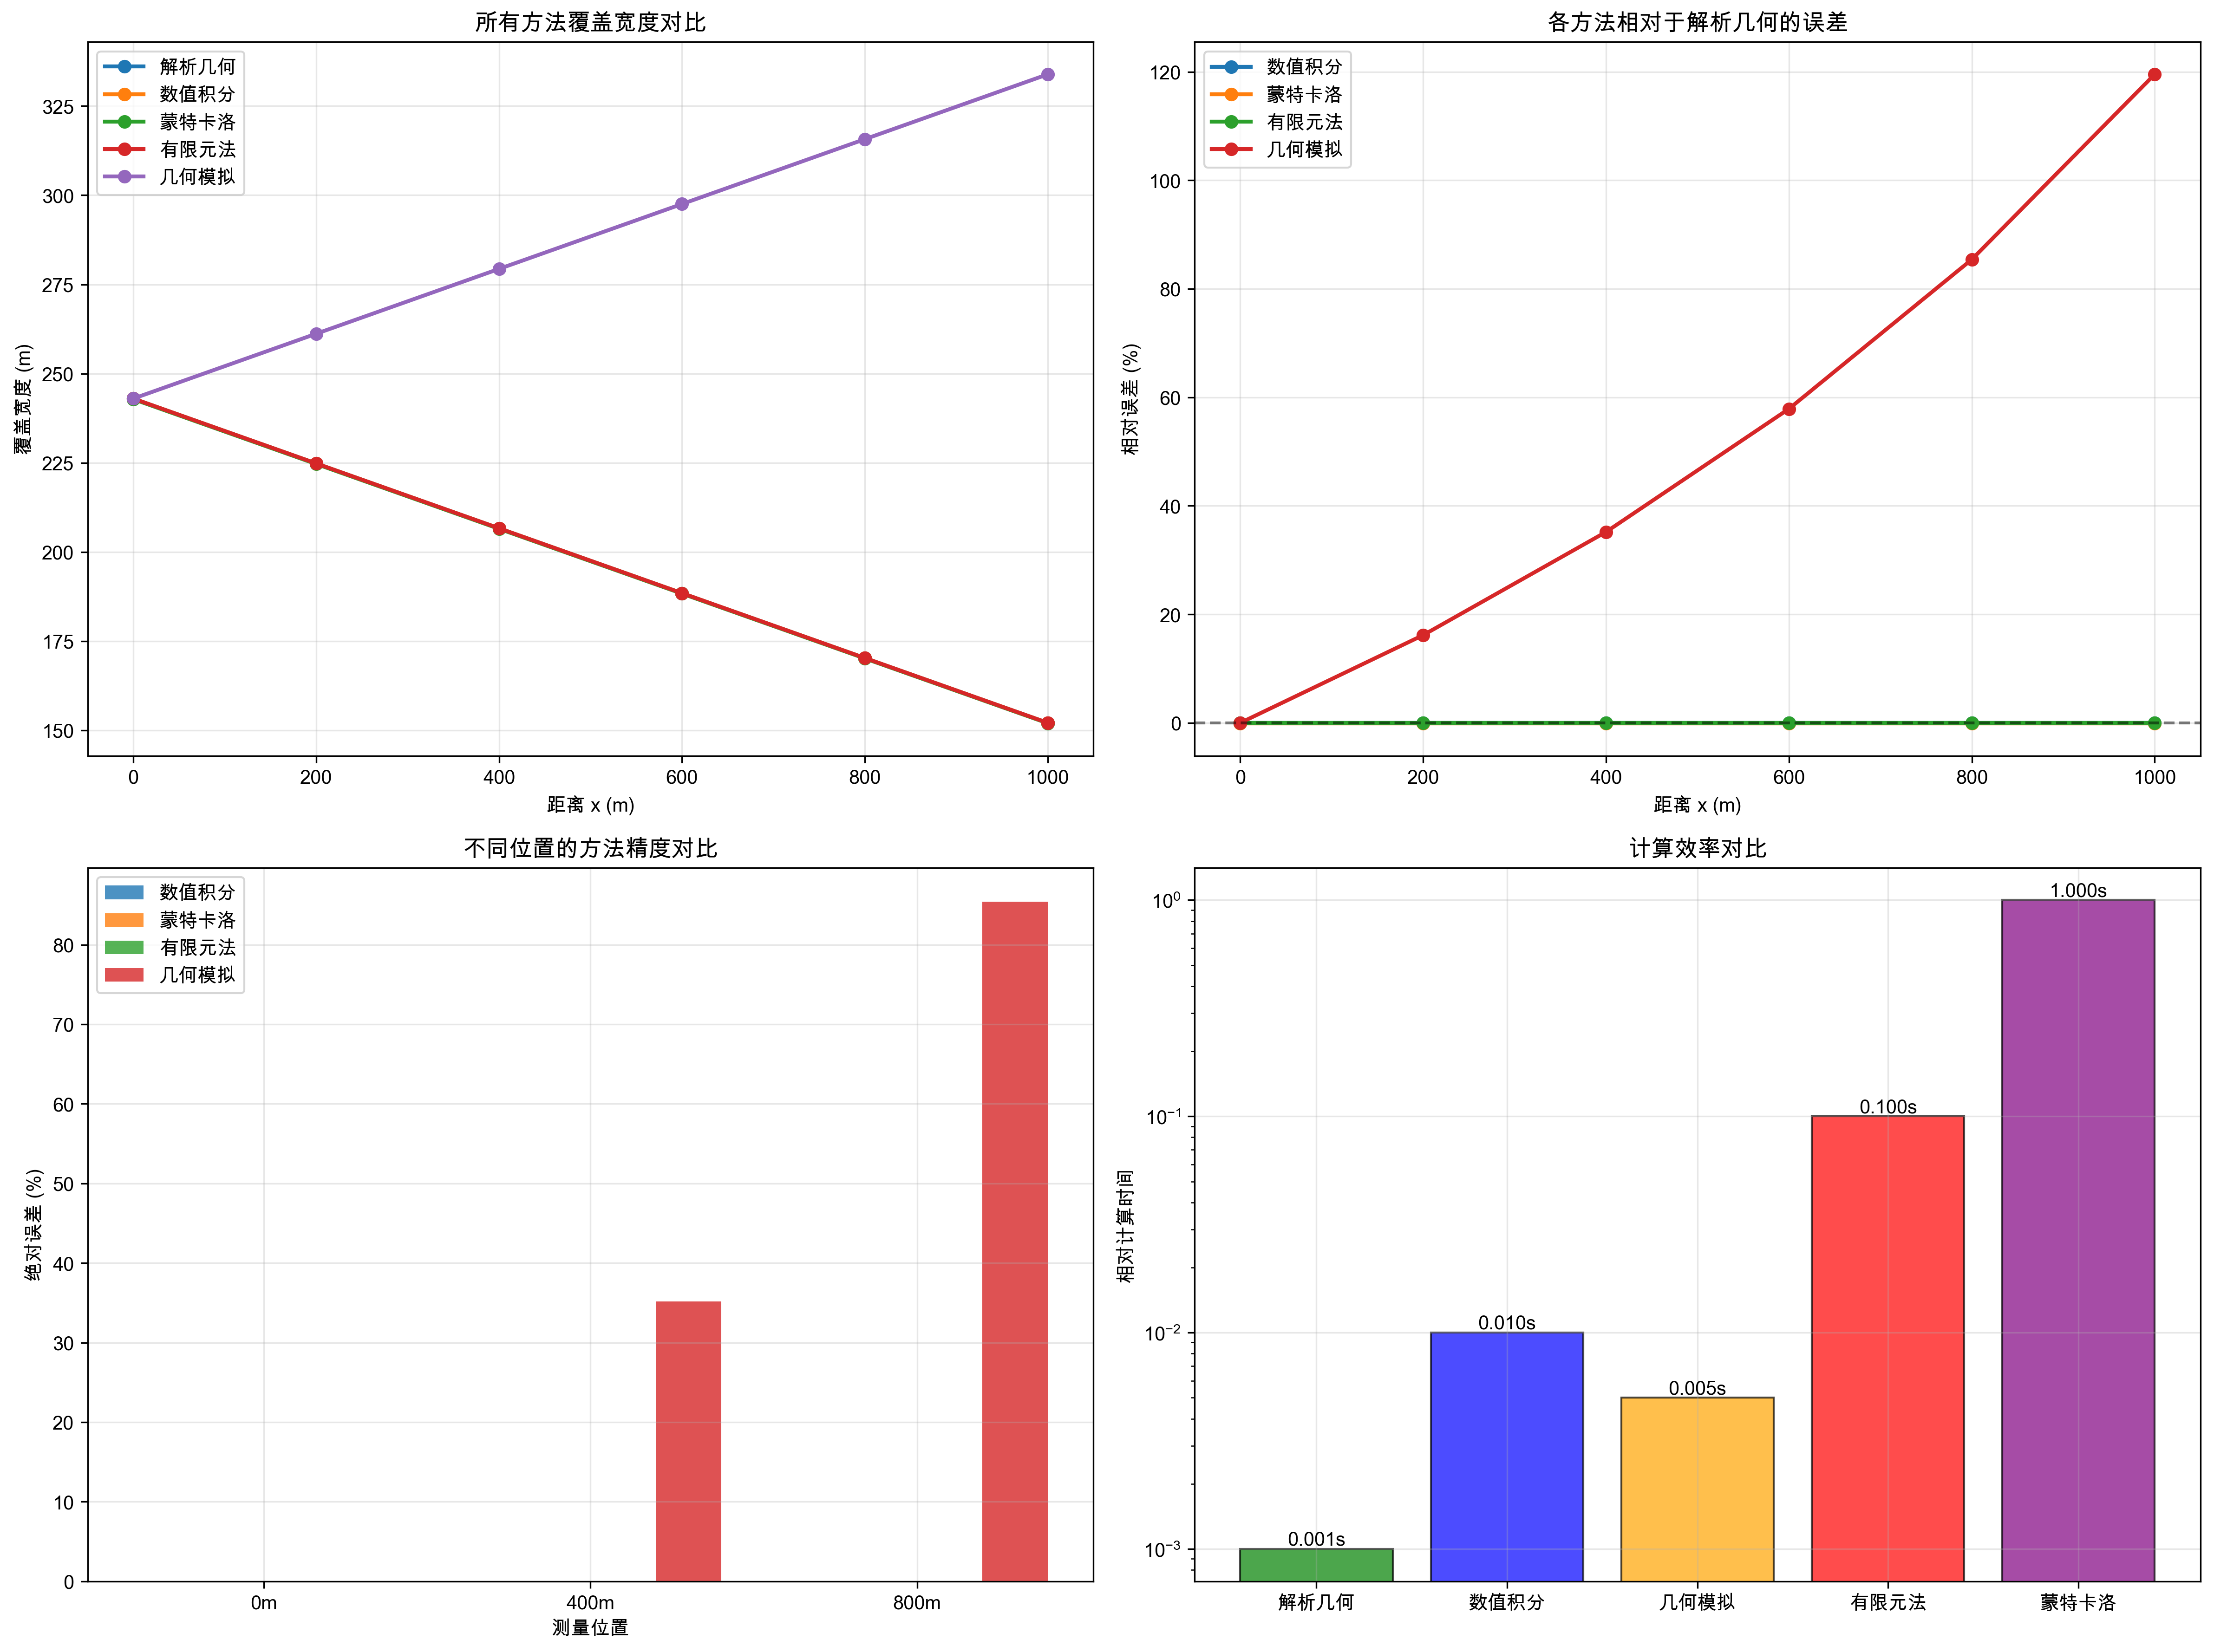 所有方法覆盖宽度对比
解析几何
数值积分
蒙特卡洛
有限元法
几何模拟
325
300
275
250
225
200
175
150
覆盖宽度 (m)
0 200 400 600 800 1000
距离 x (m)
各方法相对于解析几何的误差
数值积分
蒙特卡洛
有限元法
几何模拟
120
100
80
60
40
20
0
相对误差 (%)
0 200 400 600 800 1000
距离 x (m)
不同位置的方法精度对比
数值积分
蒙特卡洛
有限元法
几何模拟
80
70
60
50
40
30
20
10
0
绝对误差 (%)
0m 400m 800m
测量位置
计算效率对比
10⁰
10⁻¹
10⁻²
10⁻³
相对计算时间
0.001s
0.010s
0.005s
0.100s
1.000s
解析几何 数值积分 几何模拟 有限元法 蒙特卡洛